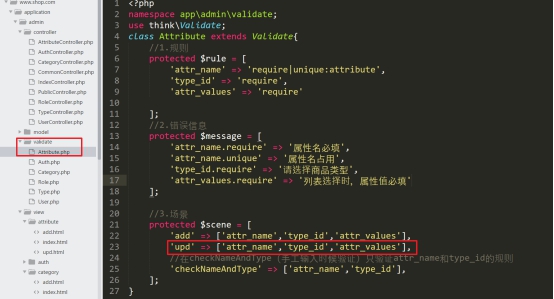 www.shop.com
application
admin
controller
AttributeController.php
AuthController.php
CategoryController.php
CommonController.php
IndexController.php
PublicController.php
RoleController.php
TypeController.php
UserController.php
model
validate
Attribute.php
Auth.php
Category.php
Role.php
Type.php
User.php
view
attribute
add.html
index.html
upd.html
auth
category
add.html
index.html
1 <?php
2 namespace app\admin\validate;
3 use think\Validate;
4 class Attribute extends Validate{
5 //1.规则
6 protected $rule = [
7 'attr_name' => 'require|unique:attribute',
8 'type_id' => 'require',
9 'attr_values' => 'require'
10
11 ];
12 //2.错误信息
13 protected $message = [
14 'attr_name.require' => '属性名必填',
15 'attr_name.unique' => '属性名占用',
16 'type_id.require' => '请选择商品类型',
17 'attr_values.require' => '列表选择时，属性值必填'
18 ];
19
20 //3.场景
21 protected $scene = [
22 'add' => ['attr_name','type_id','attr_values'],
23 'upd' => ['attr_name','type_id','attr_values'],
24 //在checkNameAndType（手工输入时候验证）只验证attr_name和type_id的规则
25 'checkNameAndType' => ['attr_name','type_id'],
26 ];
27 }